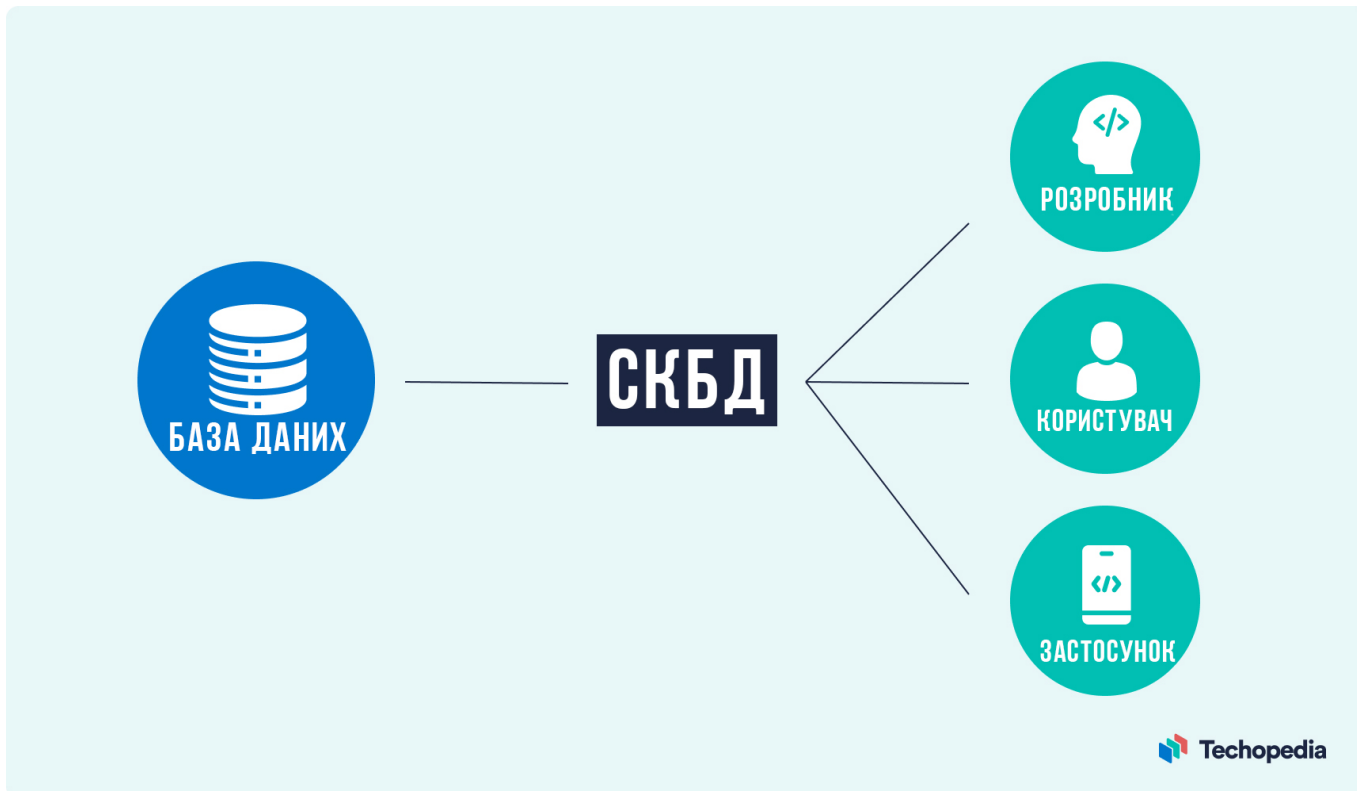 БАЗА ДАНИХ
СКБД
РОЗРОБНИК
КОРИСТУВАЧ
ЗАСТОСУНОК
Techopedia